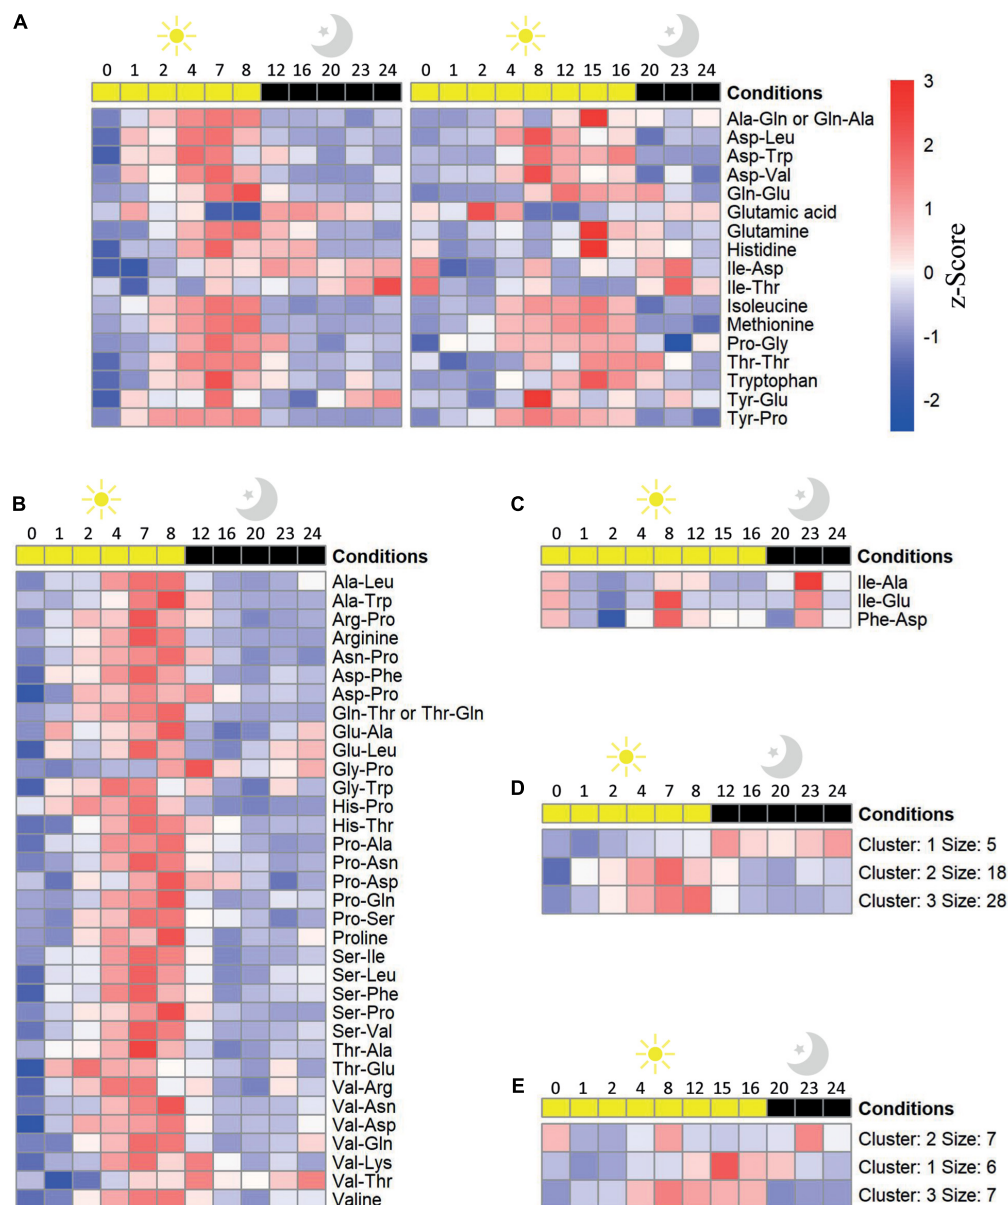 A
0 1 2 4 7 8 12 16 20 23 24
0 1 2 4 8 12 15 16 20 23 24
Conditions
Ala-Gln or Gln-Ala
Asp-Leu
Asp-Trp
Asp-Val
Gln-Glu
Glutamic acid
Glutamine
Histidine
Ile-Asp
Ile-Thr
Isoleucine
Methionine
Pro-Gly
Thr-Thr
Tryptophan
Tyr-Glu
Tyr-Pro
3
2
1
0
-1
-2
z-Score
B
0 1 2 4 7 8 12 16 20 23 24
Conditions
Ala-Leu
Ala-Trp
Arg-Pro
Arginine
Asn-Pro
Asp-Phe
Asp-Pro
Gln-Thr or Thr-Gln
Glu-Ala
Glu-Leu
Gly-Pro
Gly-Trp
His-Pro
His-Thr
Pro-Ala
Pro-Asn
Pro-Asp
Pro-Gln
Pro-Ser
Proline
Ser-Ile
Ser-Leu
Ser-Phe
Ser-Pro
Ser-Val
Thr-Ala
Thr-Glu
Val-Arg
Val-Asn
Val-Asp
Val-Gln
Val-Lys
Val-Thr
Valine
C
0 1 2 4 8 12 15 16 20 23 24
Conditions
Ile-Ala
Ile-Glu
Phe-Asp
D
0 1 2 4 7 8 12 16 20 23 24
Conditions
Cluster: 1 Size: 5
Cluster: 2 Size: 18
Cluster: 3 Size: 28
E
0 1 2 4 8 12 15 16 20 23 24
Conditions
Cluster: 2 Size: 7
Cluster: 1 Size: 6
Cluster: 3 Size: 7